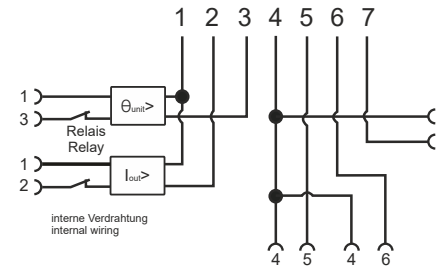 1 2 3 4 5 6 7
1
θunit>
3
Relais
Relay
1
Iout>
2
interne Verdrahtung
internal wiring
4 5 4 6